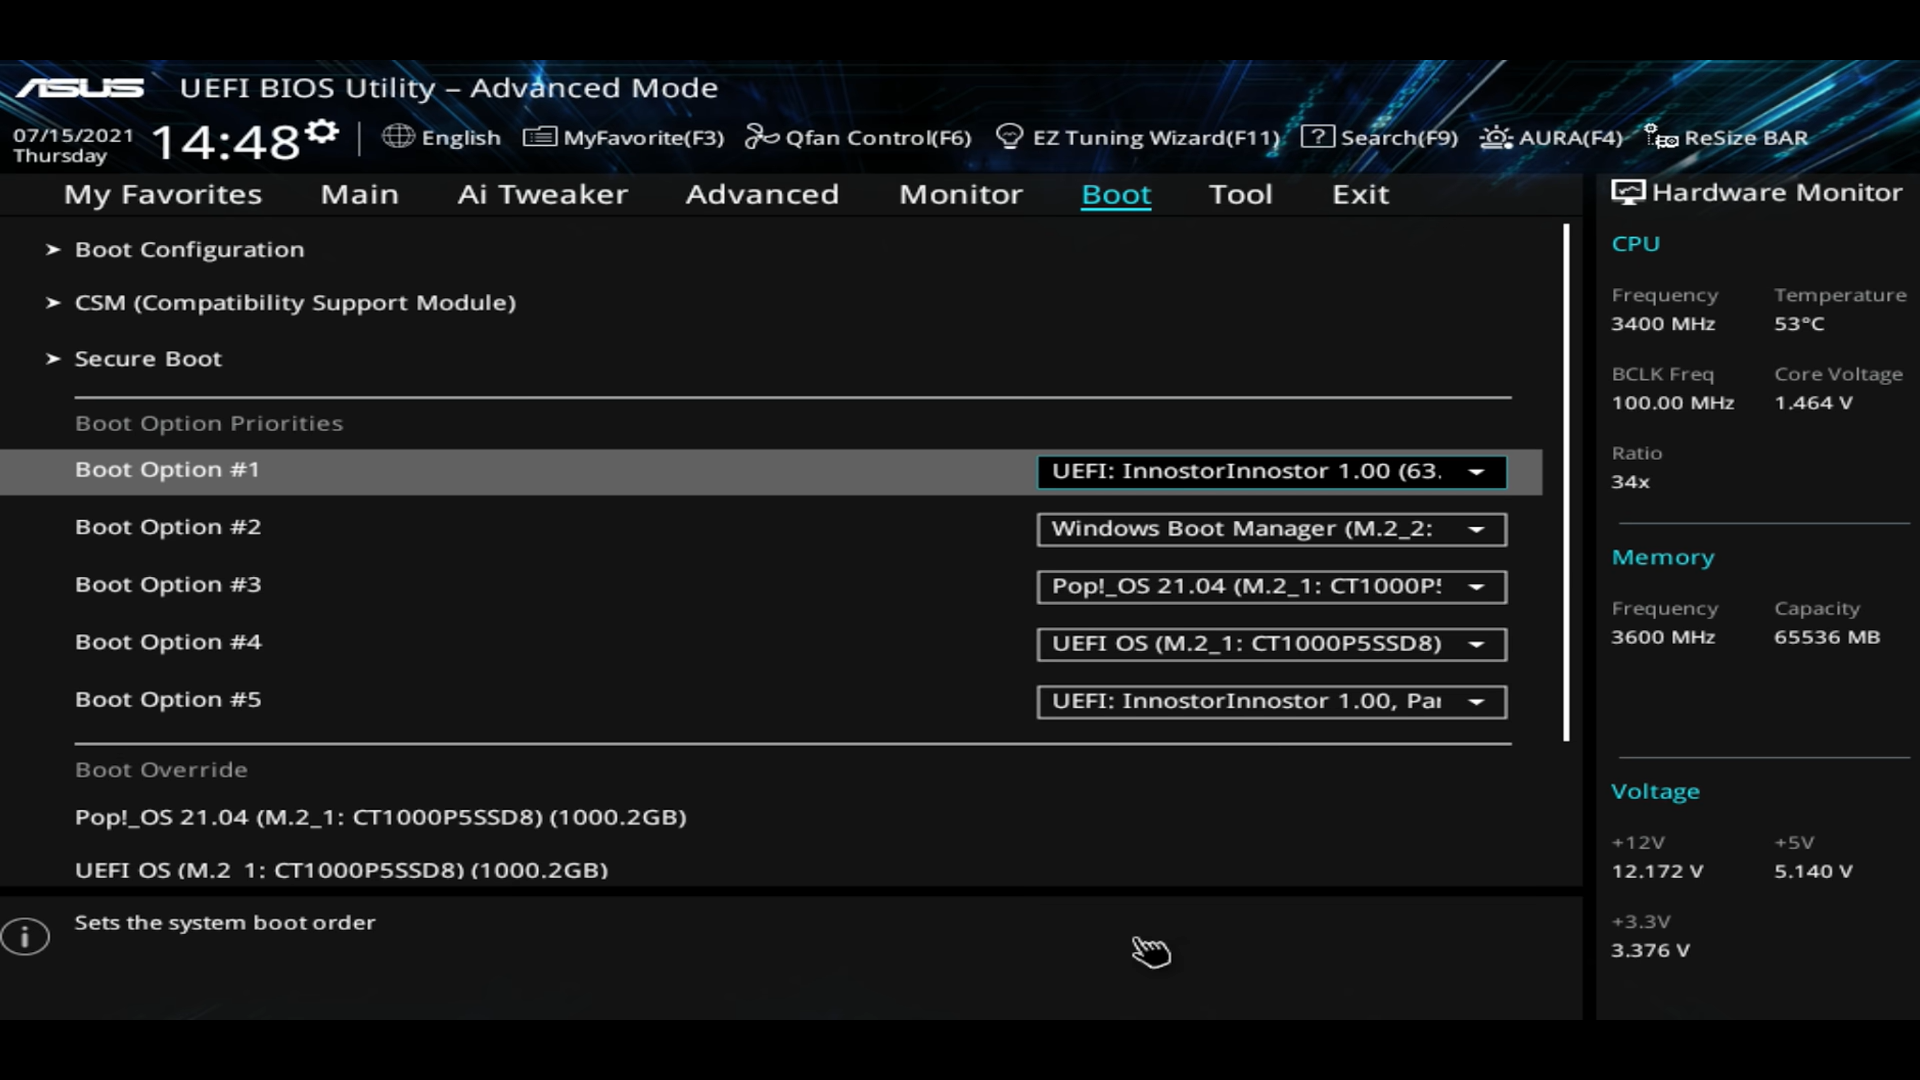 ASUS UEFI BIOS Utility – Advanced Mode
07/15/2021 Thursday 14:48 English MyFavorite(F3) Qfan Control(F6) EZ Tuning Wizard(F11) Search(F9) AURA(F4) ReSize BAR
My Favorites Main Ai Tweaker Advanced Monitor Boot Tool Exit
Boot Configuration
CSM (Compatibility Support Module)
Secure Boot
Boot Option Priorities
Boot Option #1 UEFI: InnostorInnostor 1.00 (63.
Boot Option #2 Windows Boot Manager (M.2_2:
Boot Option #3 Pop!_OS 21.04 (M.2_1: CT1000P
Boot Option #4 UEFI OS (M.2_1: CT1000P5SSD8)
Boot Option #5 UEFI: InnostorInnostor 1.00, Par
Boot Override
Pop!_OS 21.04 (M.2_1: CT1000P5SSD8) (1000.2GB)
UEFI OS (M.2_1: CT1000P5SSD8) (1000.2GB)
Sets the system boot order
Hardware Monitor
CPU
Frequency Temperature
3400 MHz 53°C
BCLK Freq Core Voltage
100.00 MHz 1.464 V
Ratio
34x
Memory
Frequency Capacity
3600 MHz 65536 MB
Voltage
+12V +5V
12.172 V 5.140 V
+3.3V
3.376 V